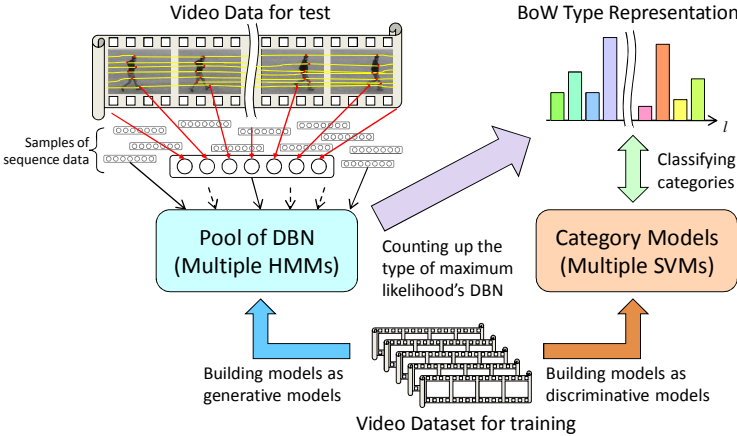 Video Data for test
BoW Type Representation
Samples of
sequence data
l
Classifying
categories
Pool of DBN
(Multiple HMMs)
Counting up the
type of maximum
likelihood's DBN
Category Models
(Multiple SVMs)
Building models as
generative models
Building models as
discriminative models
Video Dataset for training